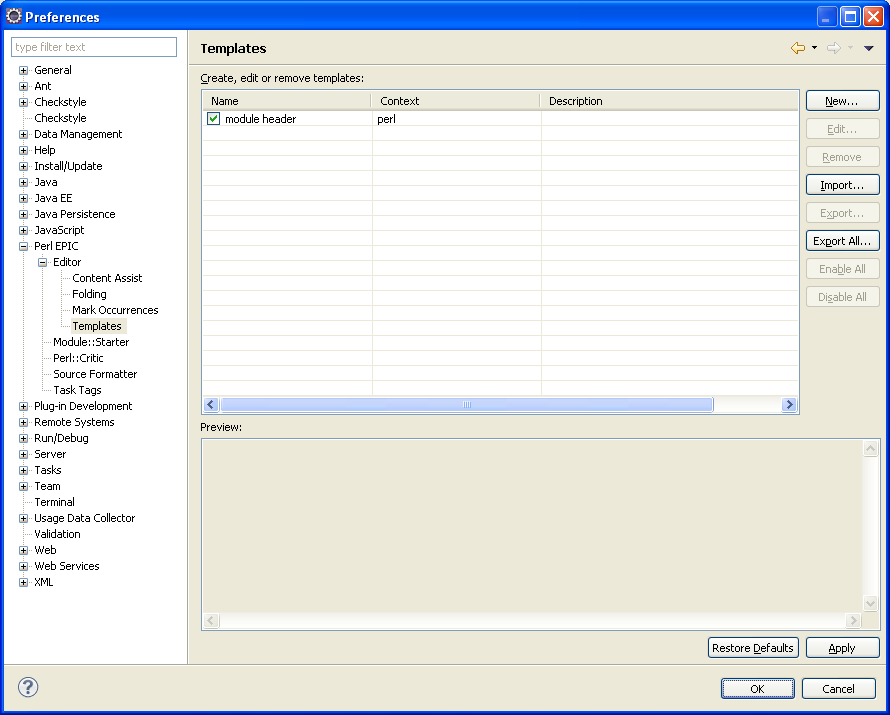 Preferences
type filter text
General
Ant
Checkstyle
Checkstyle
Data Management
Help
Install/Update
Java
Java EE
Java Persistence
JavaScript
Perl EPIC
Editor
Content Assist
Folding
Mark Occurrences
Templates
Module::Starter
Perl::Critic
Source Formatter
Task Tags
Plug-in Development
Remote Systems
Run/Debug
Server
Tasks
Team
Terminal
Usage Data Collector
Validation
Web
Web Services
XML
Templates
Create, edit or remove templates:
Name Context Description
module header perl
New...
Edit...
Remove
Import...
Export...
Export All...
Enable All
Disable All
Preview:
Restore Defaults Apply
? OK Cancel